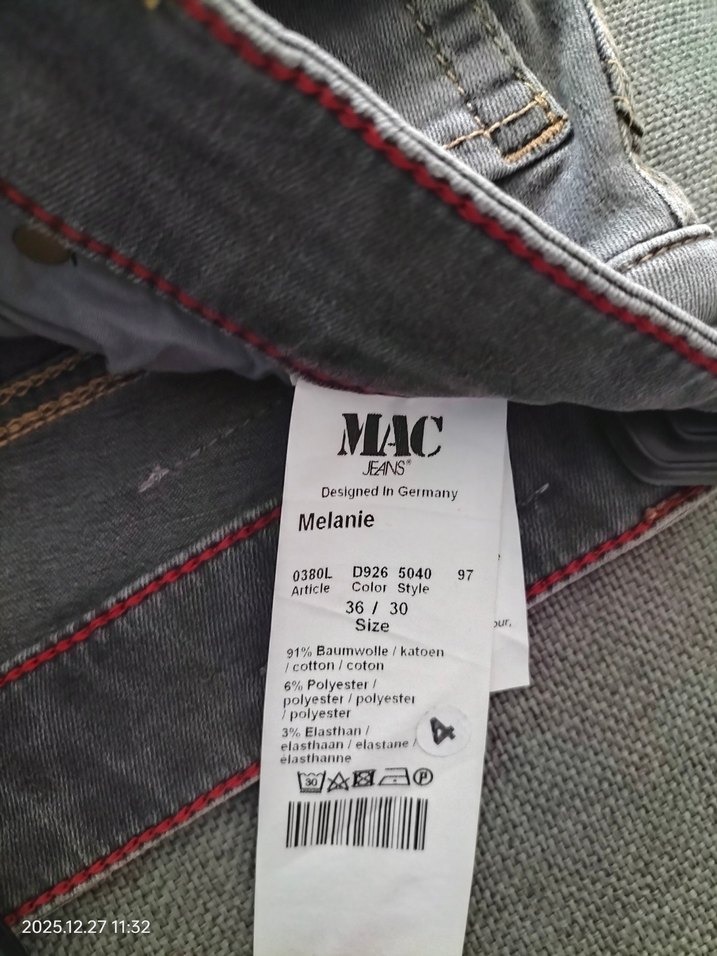 MAC
JEANS®
Designed In Germany
Melanie
0380L D926 5040 97
Article Color Style
36 / 30
Size
91% Baumwolle / katoen
/ cotton / coton
6% Polyester /
polyester / polyester
/ polyester
3% Elasthan /
elasthaan / elastane /
élasthanne
4
30
P
2025.12.27 11:32